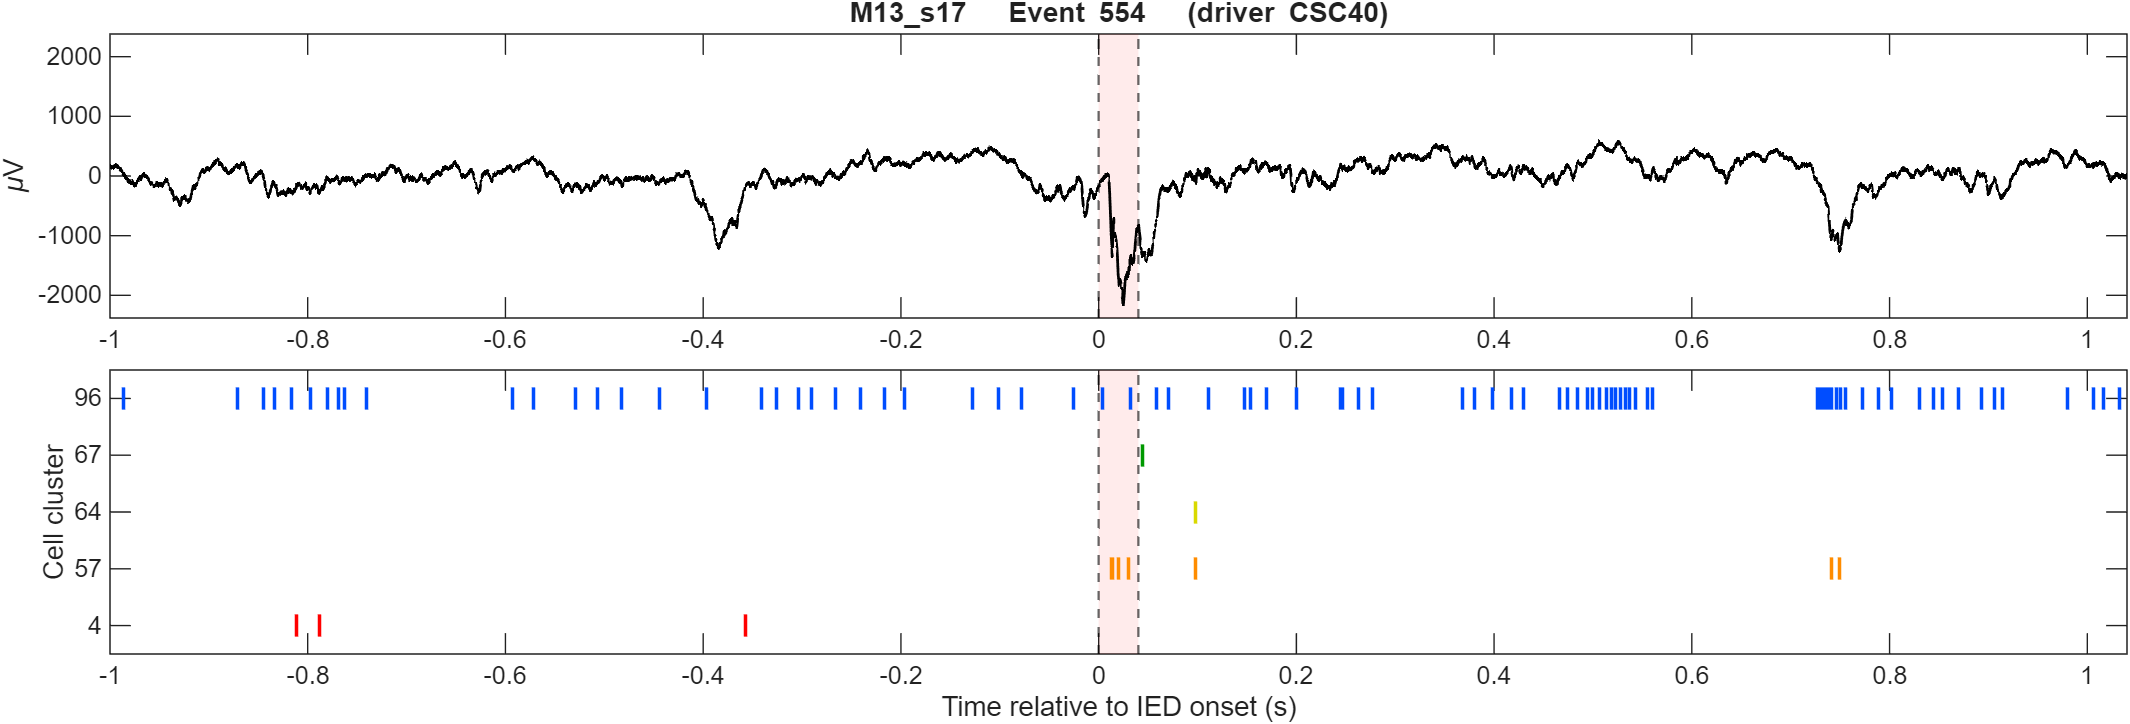 M13_s17 Event 554 (driver CSC40)
2000
1000
0
-1000
-2000
µV
-1 -0.8 -0.6 -0.4 -0.2 0 0.2 0.4 0.6 0.8 1
96
67
64
57
4
Cell cluster
-1 -0.8 -0.6 -0.4 -0.2 0 0.2 0.4 0.6 0.8 1
Time relative to IED onset (s)